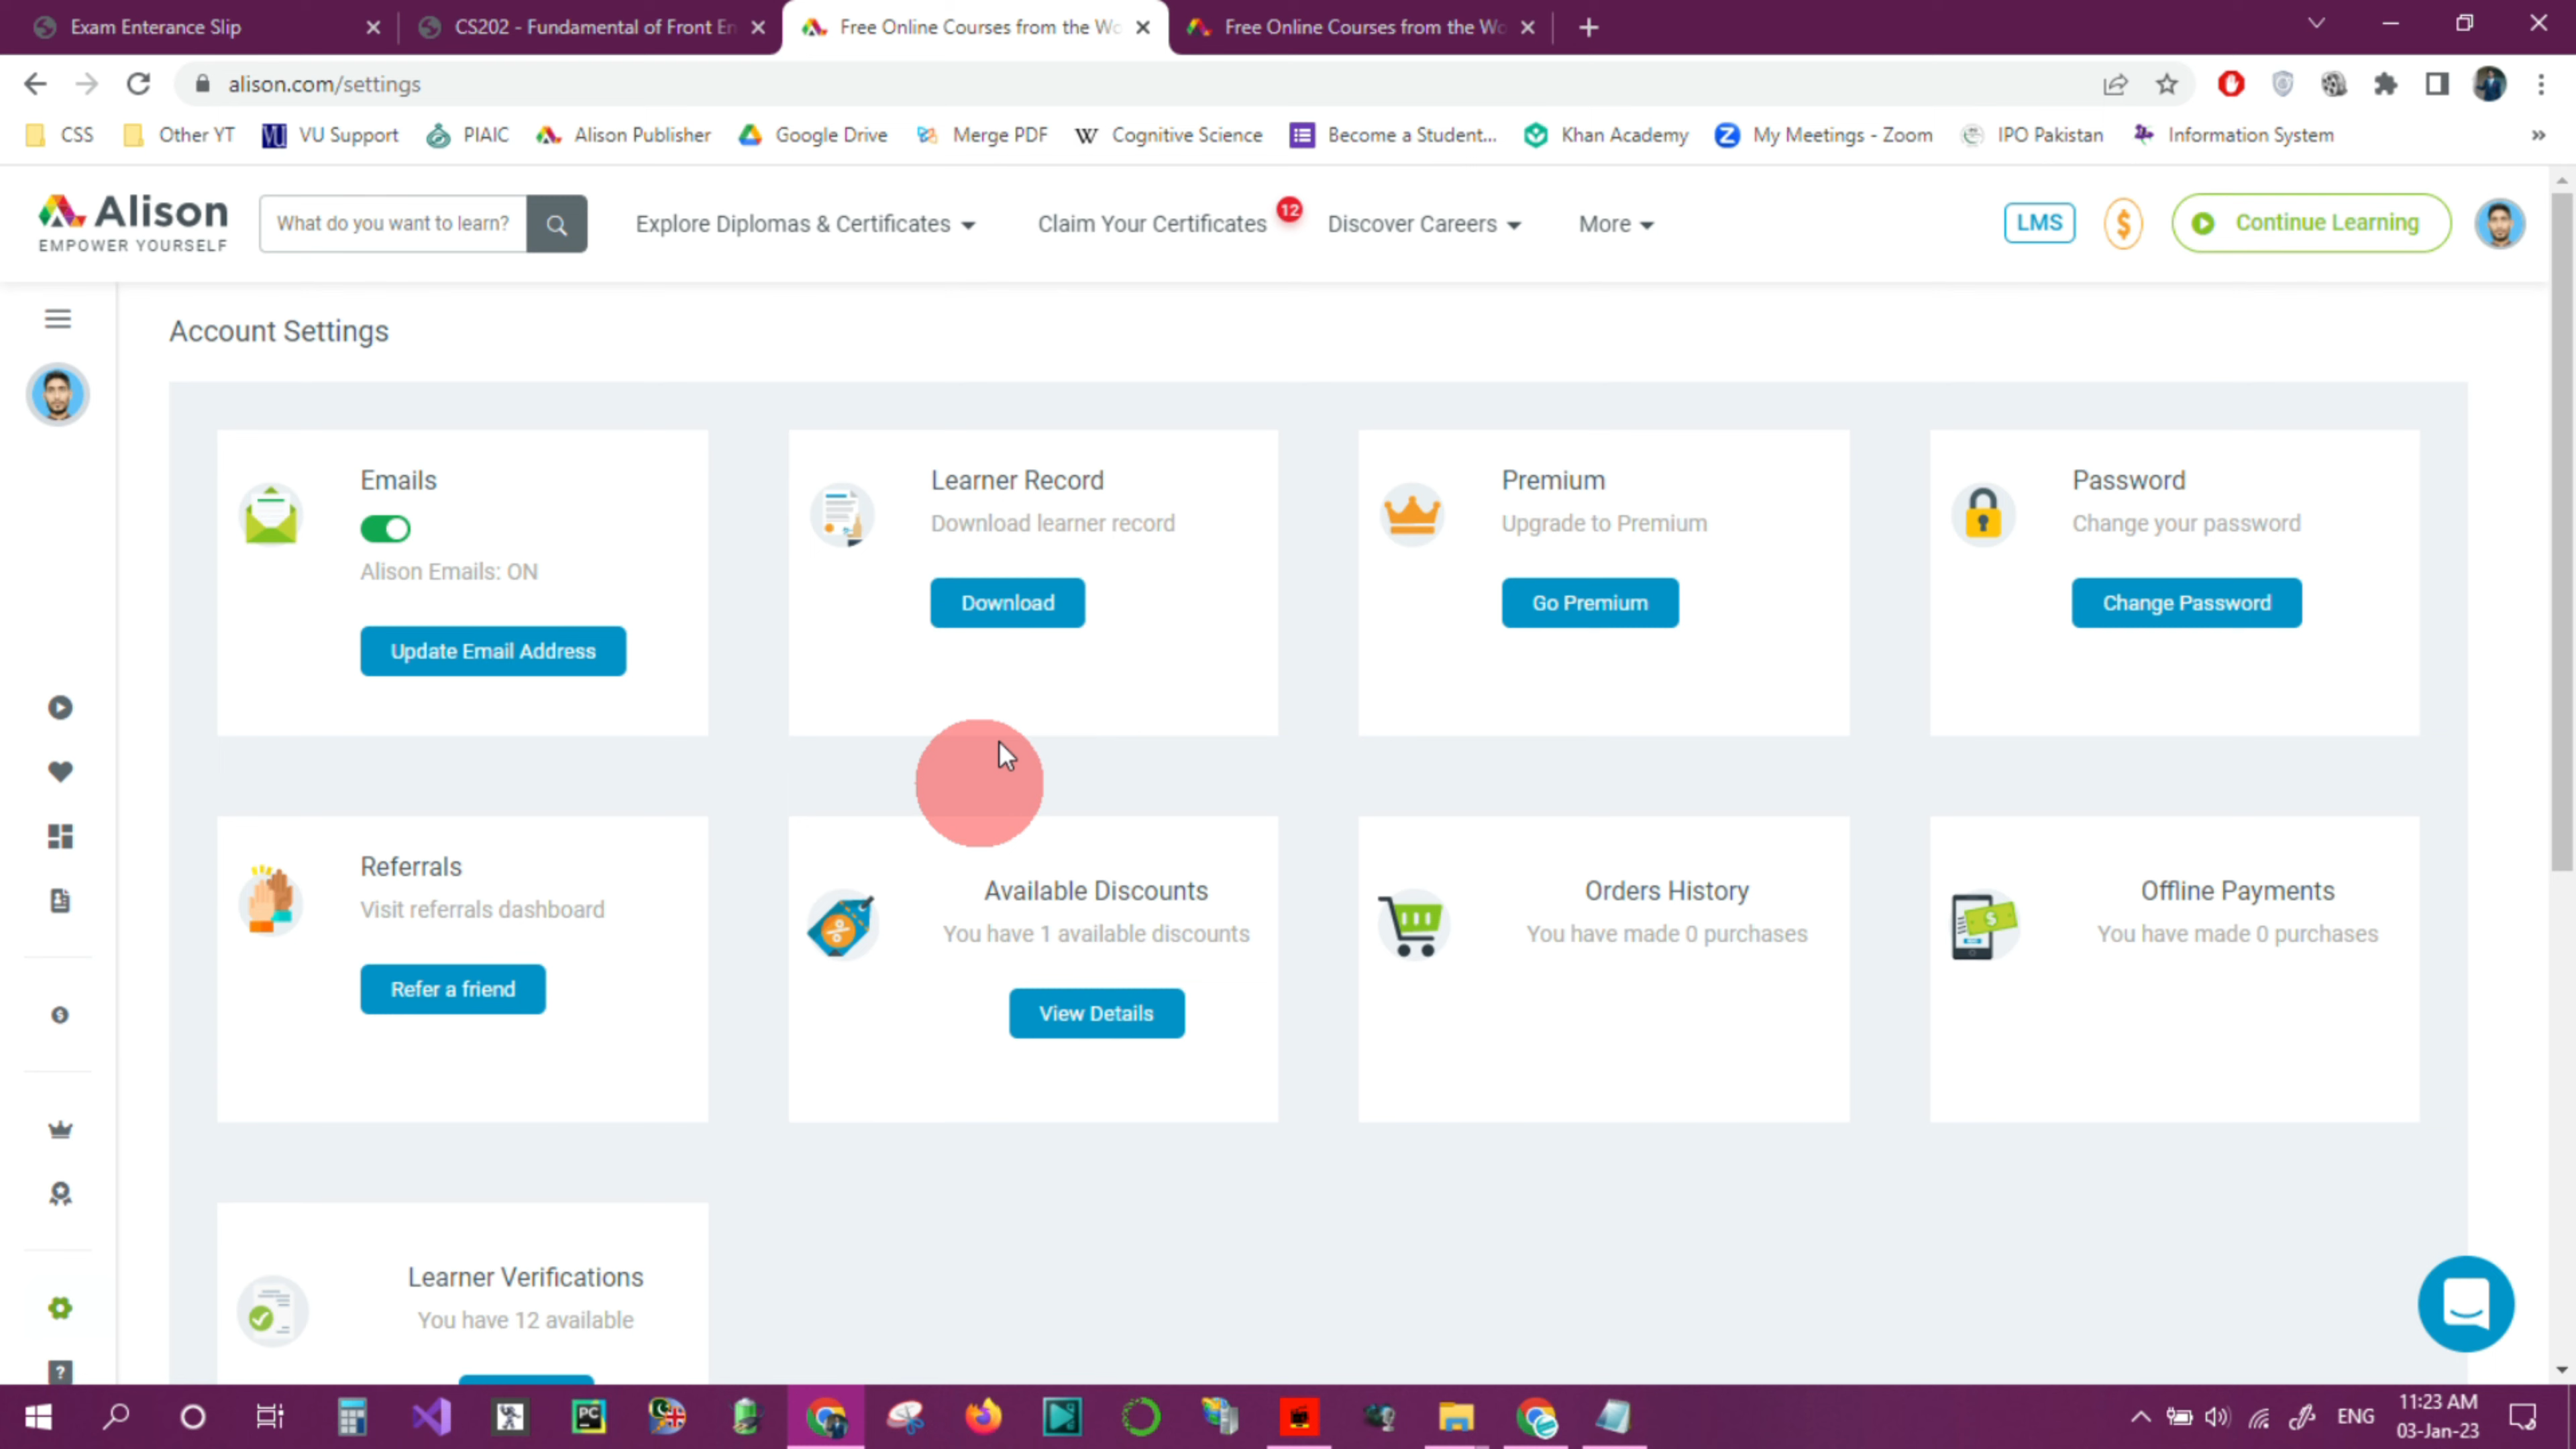 Exam Enterance Slip
CS202 - Fundamental of Front En
Free Online Courses from the Wo
Free Online Courses from the Wo
alison.com/settings
CSS
Other YT
VU Support
PIAIC
Alison Publisher
Google Drive
Merge PDF
Cognitive Science
Become a Student...
Khan Academy
My Meetings - Zoom
IPO Pakistan
Information System
Alison
EMPOWER YOURSELF
What do you want to learn?
Explore Diplomas & Certificates
Claim Your Certificates
12
Discover Careers
More
LMS
Continue Learning
Account Settings
Emails
Alison Emails: ON
Update Email Address
Learner Record
Download learner record
Download
Premium
Upgrade to Premium
Go Premium
Password
Change your password
Change Password
Referrals
Visit referrals dashboard
Refer a friend
Available Discounts
You have 1 available discounts
View Details
Orders History
You have made 0 purchases
Offline Payments
You have made 0 purchases
Learner Verifications
You have 12 available
ENG
11:23 AM
03-Jan-23